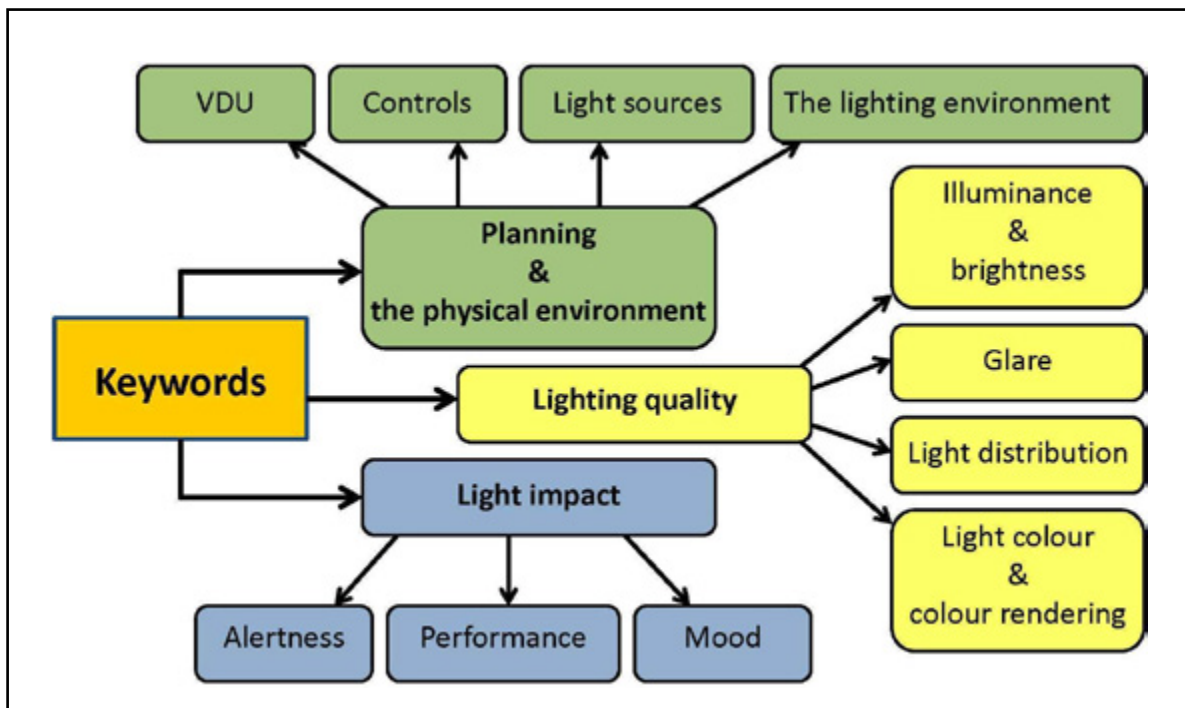 VDU
Controls
Light sources
The lighting environment
Planning
&
the physical environment
Illuminance
&
brightness
Keywords
Lighting quality
Glare
Light distribution
Light impact
Light colour
&
colour rendering
Alertness
Performance
Mood